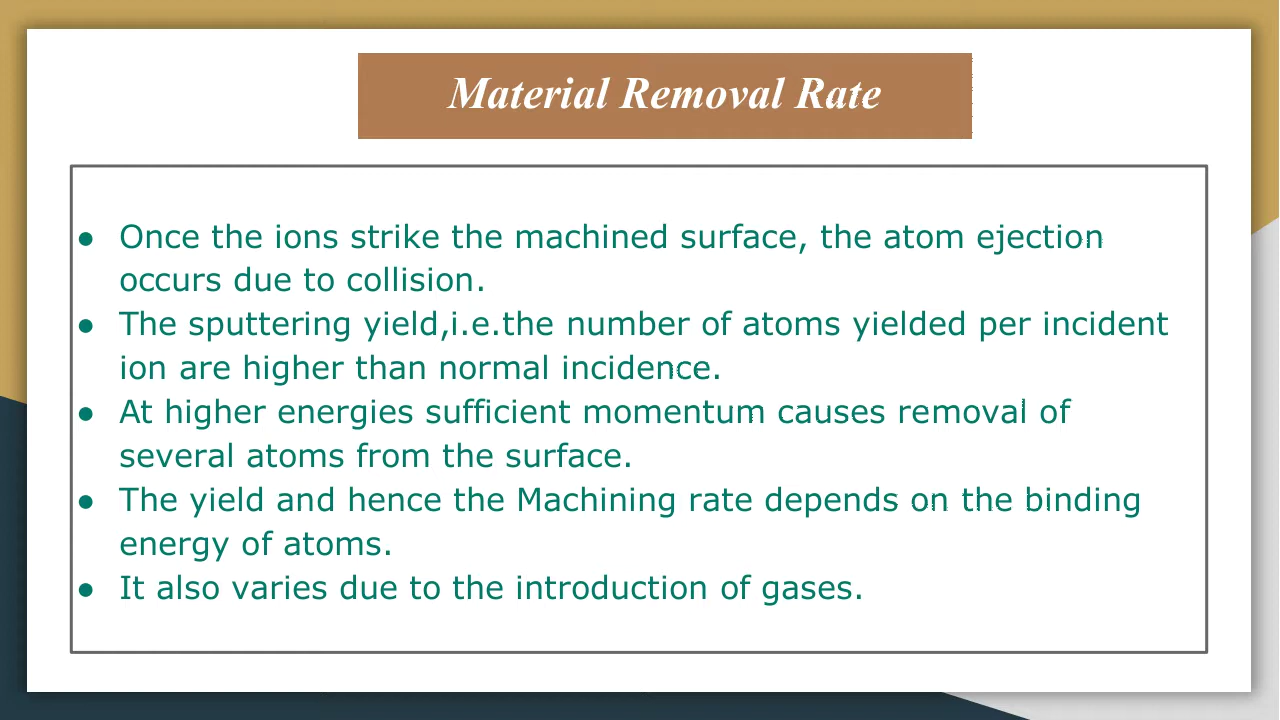 Material Removal Rate
● Once the ions strike the machined surface, the atom ejection
occurs due to collision.
● The sputtering yield,i.e.the number of atoms yielded per incident
ion are higher than normal incidence.
● At higher energies sufficient momentum causes removal of
several atoms from the surface.
● The yield and hence the Machining rate depends on the binding
energy of atoms.
● It also varies due to the introduction of gases.